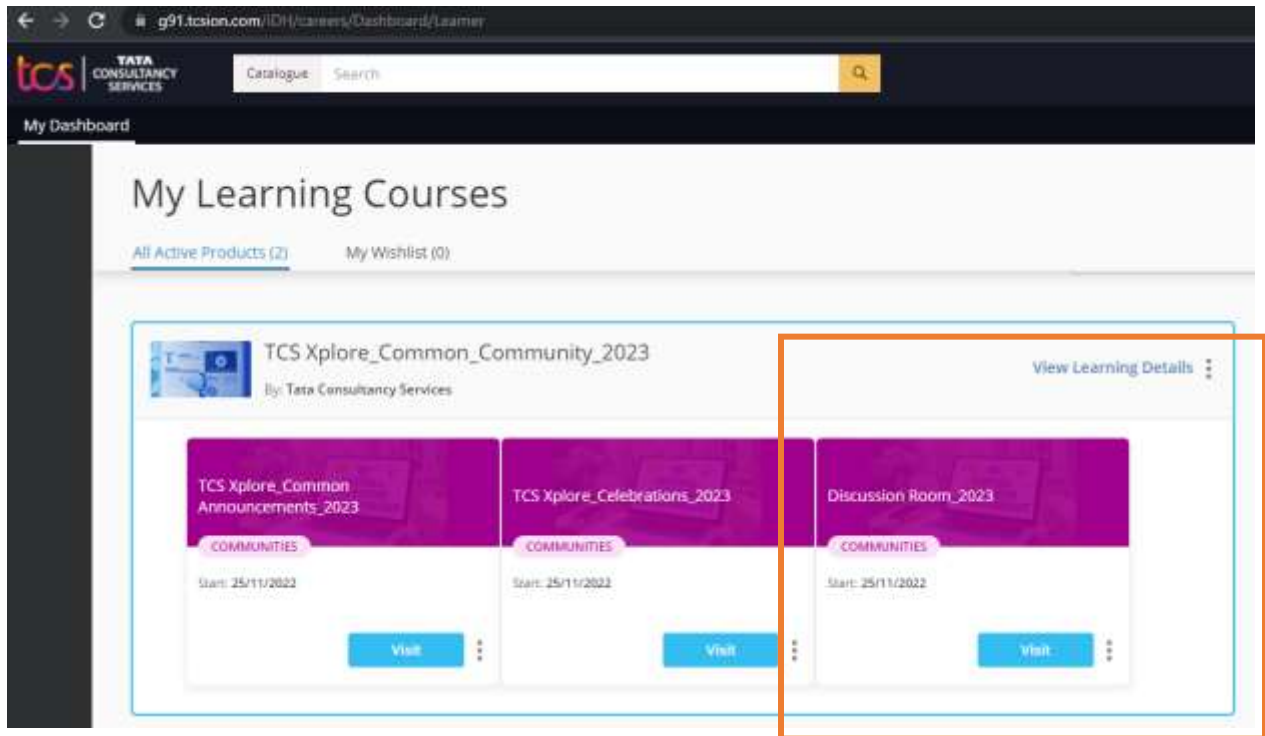 g91.tcsion.com/IDH/careers/Dashboard/Learner
tcs TATA CONSULTANCY SERVICES
Catalogue Search
My Dashboard
My Learning Courses
All Active Products (2) My Wishlist (0)
TCS Xplore_Common_Community_2023
By: Tata Consultancy Services
View Learning Details
TCS Xplore_Common
Announcements_2023
COMMUNITIES
Start: 25/11/2022
Visit
TCS Xplore_Celebrations_2023
COMMUNITIES
Start: 25/11/2022
Visit
Discussion Room_2023
COMMUNITIES
Start: 25/11/2022
Visit